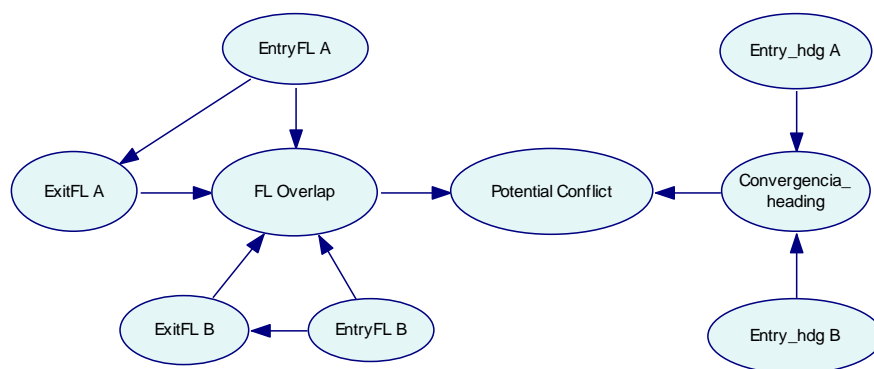 EntryFL A
Entry_hdg A
ExitFL A
FL Overlap
Potential Conflict
Convergencia_
heading
ExitFL B
EntryFL B
Entry_hdg B